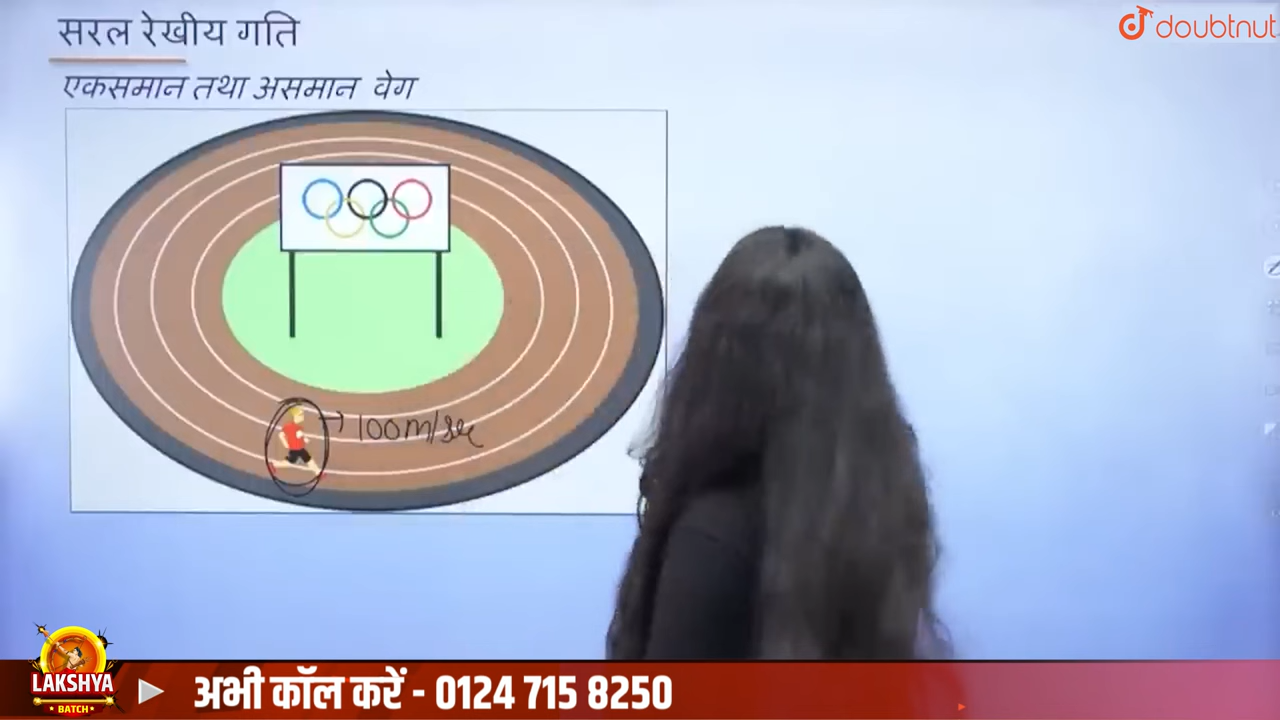 सरल रेखीय गति
doubtnut
एकसमान तथा असमान वेग
→ 100m/sec
LAKSHYA
BATCH
अभी कॉल करें - 0124 715 8250